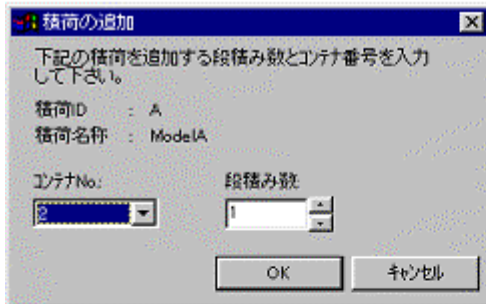 積荷の追加
下記の積荷を追加する段積み数とｺﾝﾃﾅ番号を入力
して下さい。
積荷ID : A
積荷名称 : ModelA
ｺﾝﾃﾅNo.: 段積み数:
2 1
OK ｷｬﾝｾﾙ